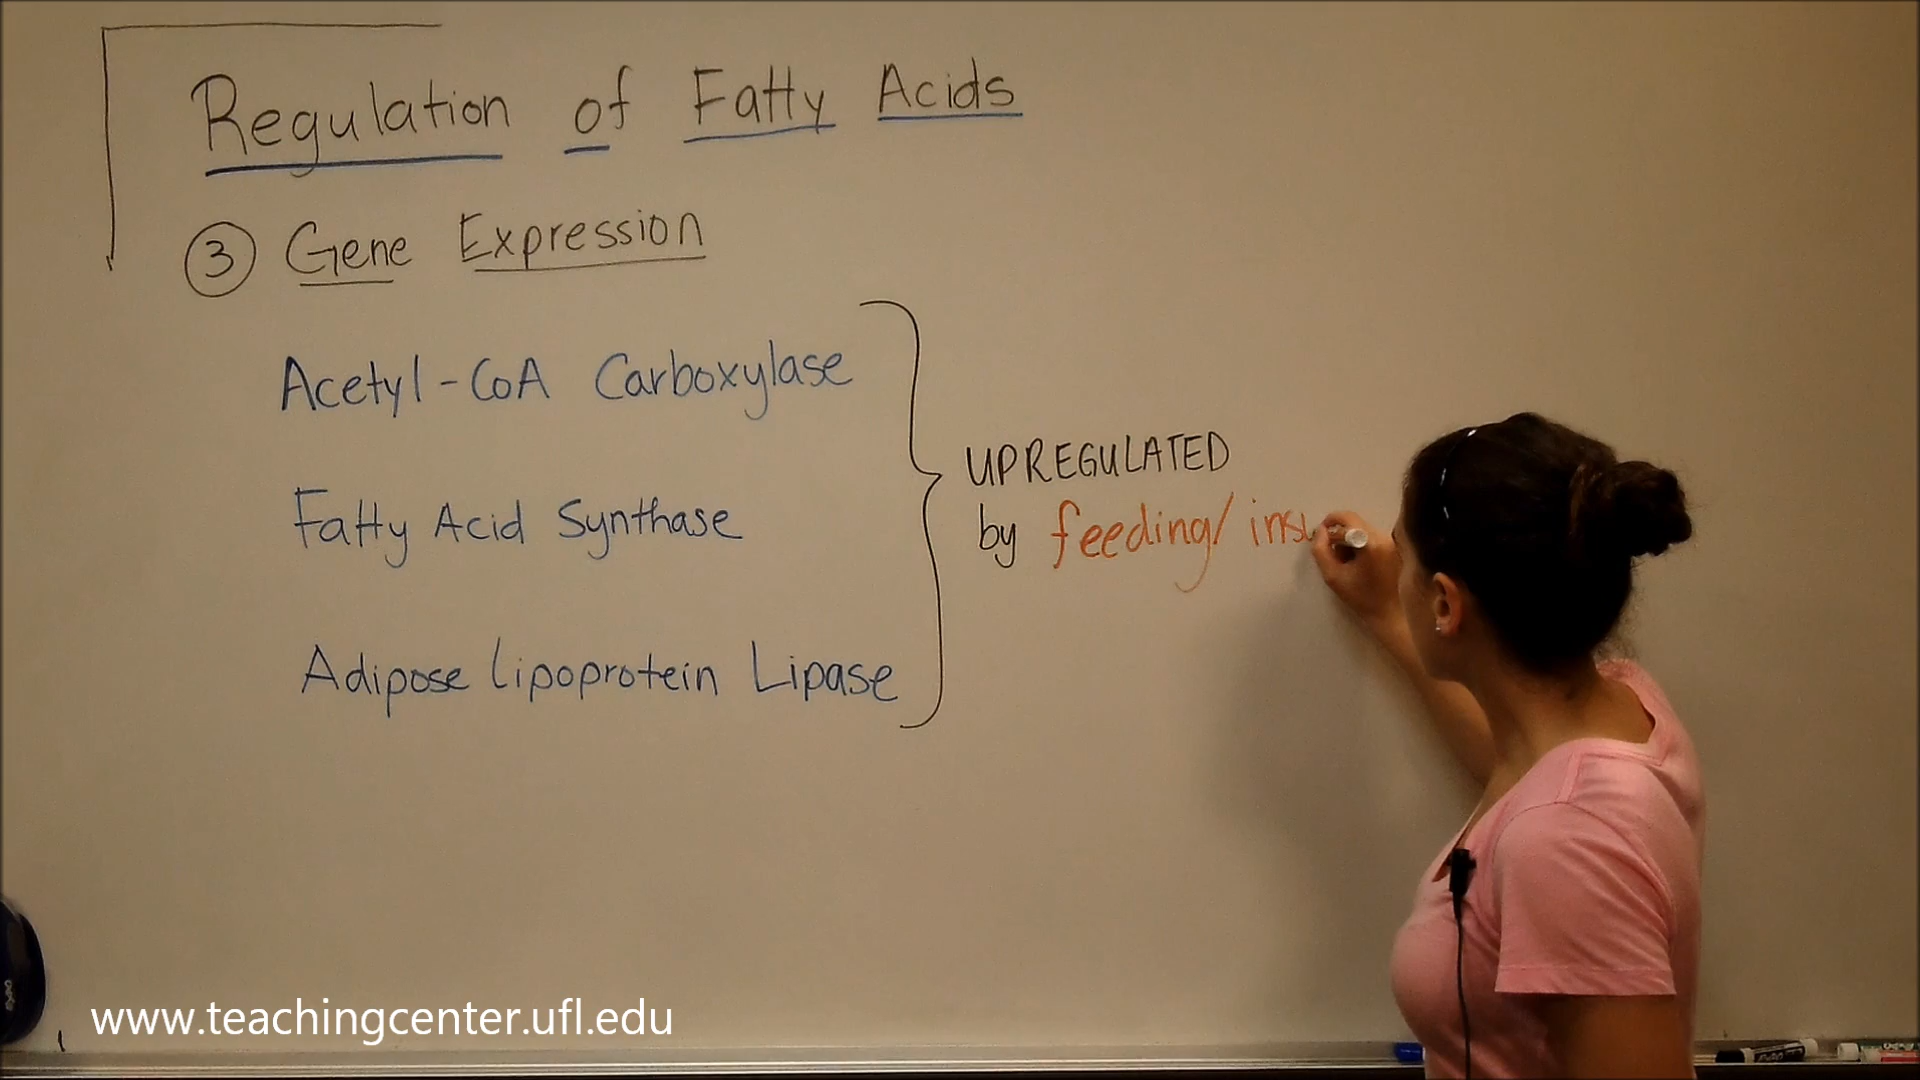 Regulation of Fatty Acids
3 Gene Expression
Acetyl-CoA Carboxylase
Fatty Acid Synthase
Adipose Lipoprotein Lipase
UPREGULATED
by feeding/ insu
www.teachingcenter.ufl.edu